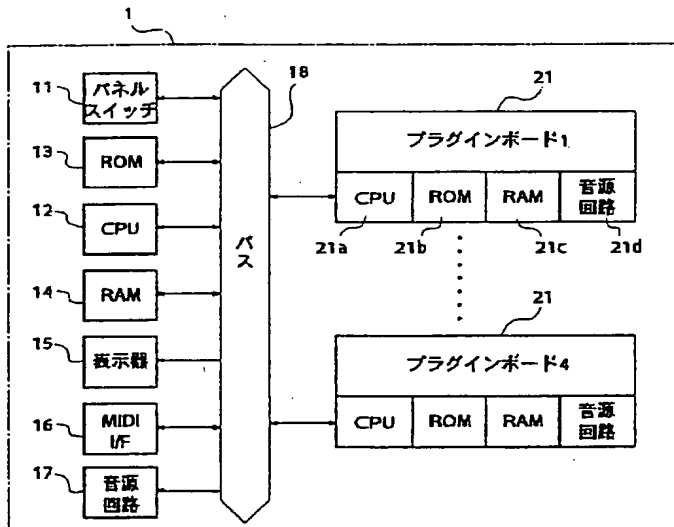 1
11
パネル
スイッチ
13
ROM
12
CPU
14
RAM
15
表示器
16
MIDI
I/F
17
音源
回路
18
バス
21
プラグインボード1
CPU
ROM
RAM
音源
回路
21a
21b
21c
21d
21
プラグインボード4
CPU
ROM
RAM
音源
回路